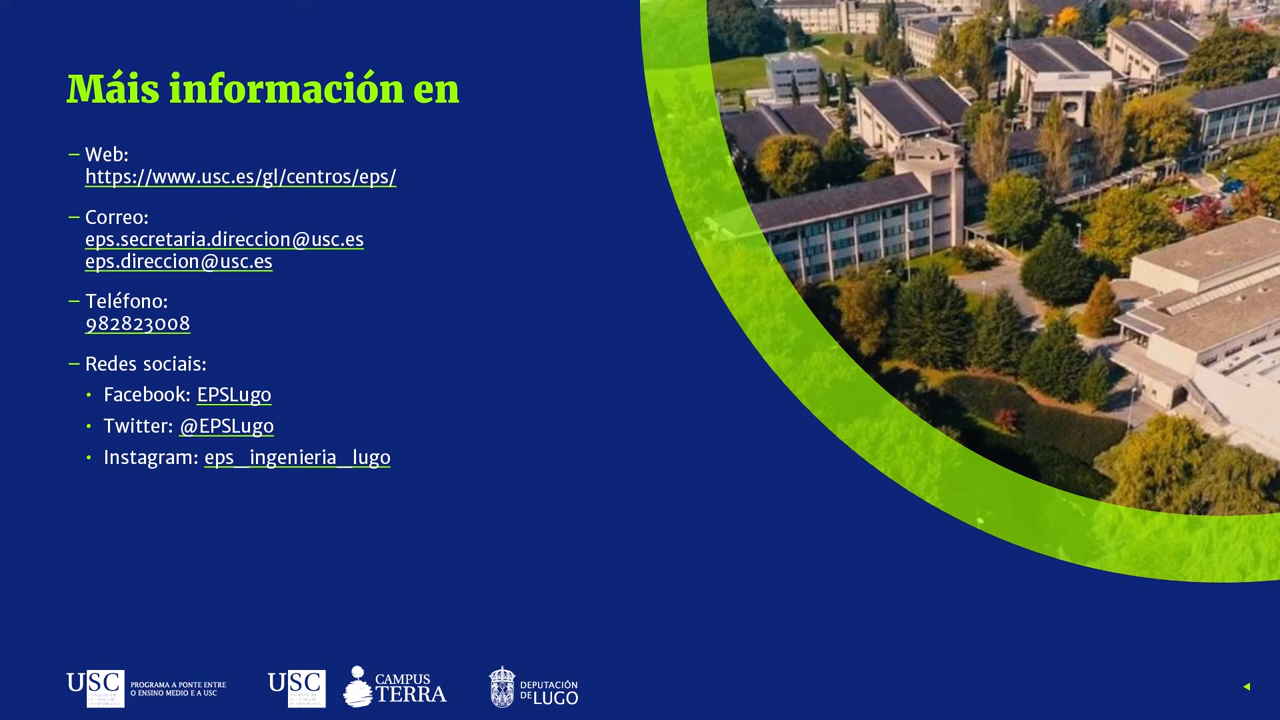 Máis información en
– Web:
https://www.usc.es/gl/centros/eps/
– Correo:
eps.secretaria.direccion@usc.es
eps.direccion@usc.es
– Teléfono:
982823008
– Redes sociais:
• Facebook: EPSLugo
• Twitter: @EPSLugo
• Instagram: eps_ingenieria_lugo
USC
PROGRAMA A PONTE ENTRE
O ENSINO MEDIO E A USC
USC
CAMPUS
TERRA
DEPUTACIÓN
DE LUGO